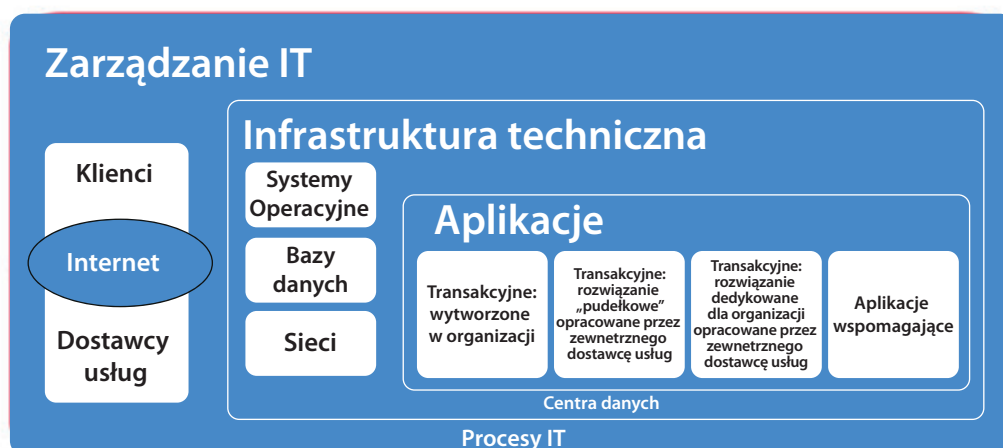 Zarządzanie IT
Infrastruktura techniczna
Klienci
Internet
Dostawcy
usług
Systemy
Operacyjne
Bazy
danych
Sieci
Aplikacje
Transakcyjne:
wytworzone
w organizacji
Transakcyjne:
rozwiązanie
„pudełkowe”
opracowane przez
zewnetrznego
dostawcę usług
Transakcyjne:
rozwiązanie
dedykowane
dla organizacji
opracowane przez
zewnetrznego
dostawcę usług
Aplikacje
wspomagające
Centra danych
Procesy IT